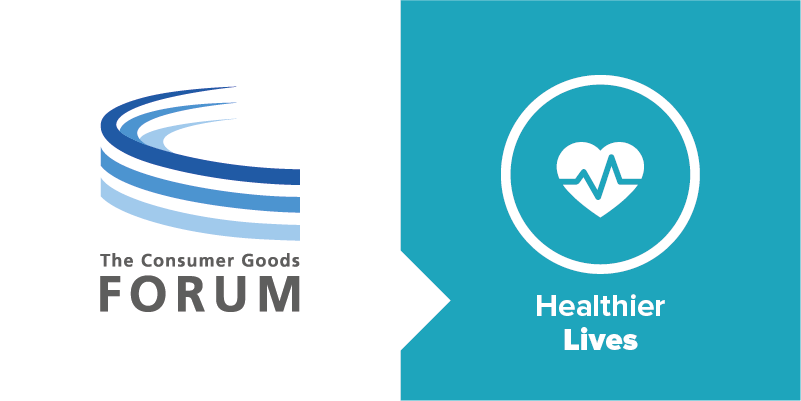 The Consumer Goods
FORUM
Healthier
Lives